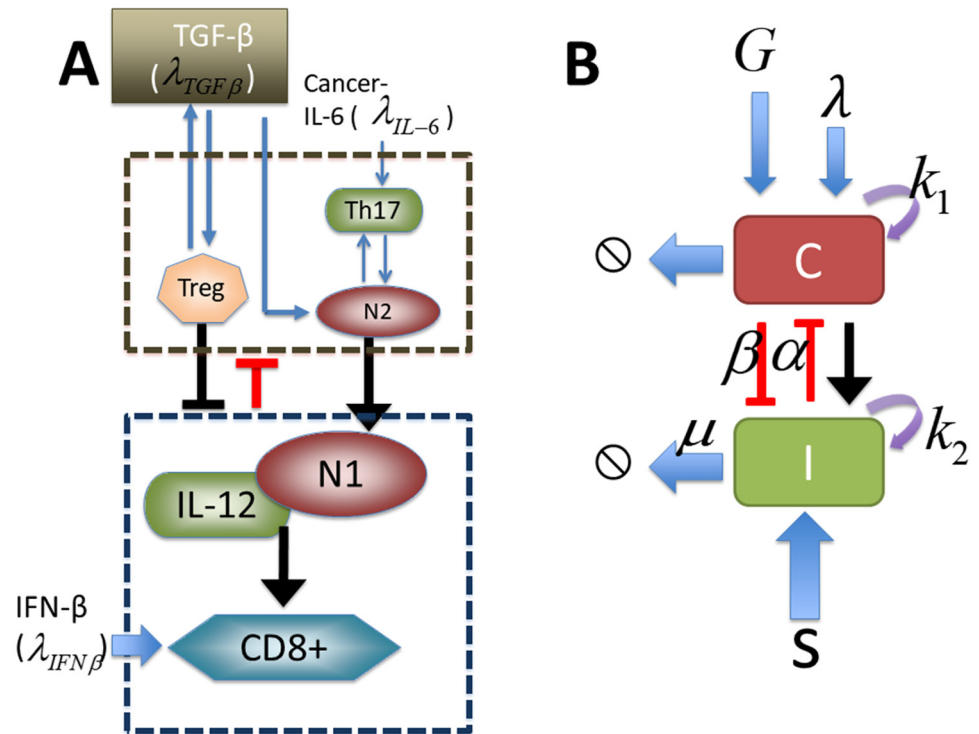 A
TGF-β
(λTGFβ)
Cancer-
IL-6 ( λIL−6)
Th17
Treg
N2
N1
IL-12
CD8+
IFN-β
(λIFNβ)
B
G
λ
k1
C
β
α
μ
I
k2
S